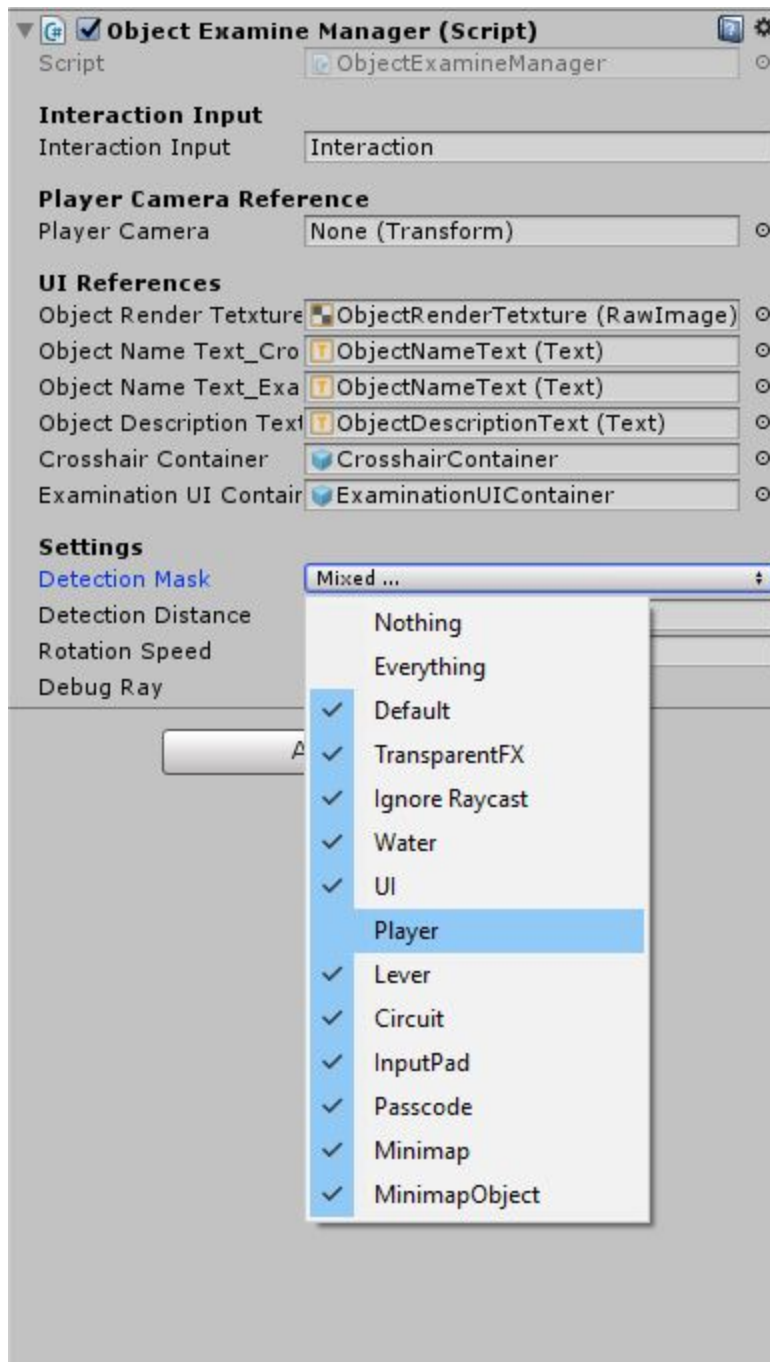 Object Examine Manager (Script)
Script ObjectExamineManager
Interaction Input
Interaction Input Interaction
Player Camera Reference
Player Camera None (Transform)
UI References
Object Render Tetxture ObjectRenderTetxture (RawImage)
Object Name Text_Cro ObjectNameText (Text)
Object Name Text_Exa ObjectNameText (Text)
Object Description Text ObjectDescriptionText (Text)
Crosshair Container CrosshairContainer
Examination UI Contair ExaminationUIContainer
Settings
Detection Mask Mixed ...
Detection Distance
Rotation Speed
Debug Ray
A
Nothing
Everything
Default
TransparentFX
Ignore Raycast
Water
UI
Player
Lever
Circuit
InputPad
Passcode
Minimap
MinimapObject